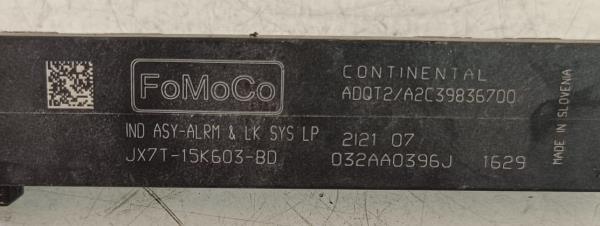 FoMoCo
CONTINENTAL
ADQT2/A2C39836700
IND ASY-ALRM & LK SYS LP
2121 07
JX7T-15K603-BD
032AA0396J 1629
MADE IN SLOVENIA